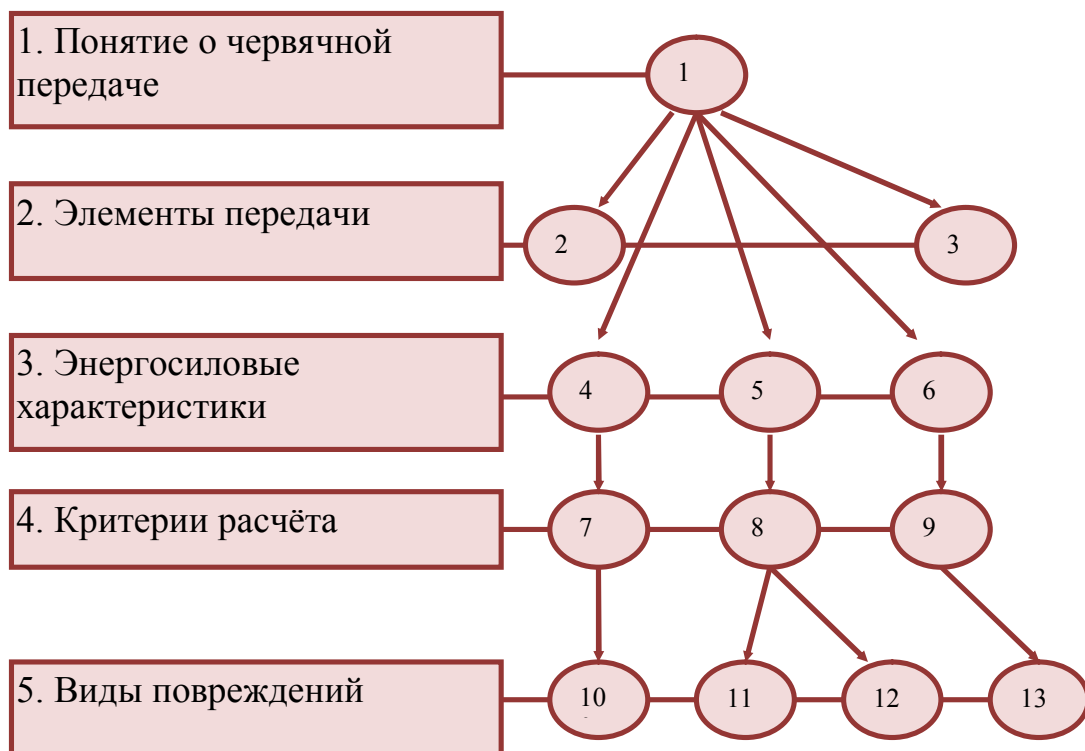 1. Понятие о червячной
передаче
1
2. Элементы передачи
2
3
3. Энергосиловые
характеристики
4
5
6
4. Критерии расчёта
7
8
9
5. Виды повреждений
10
11
12
13